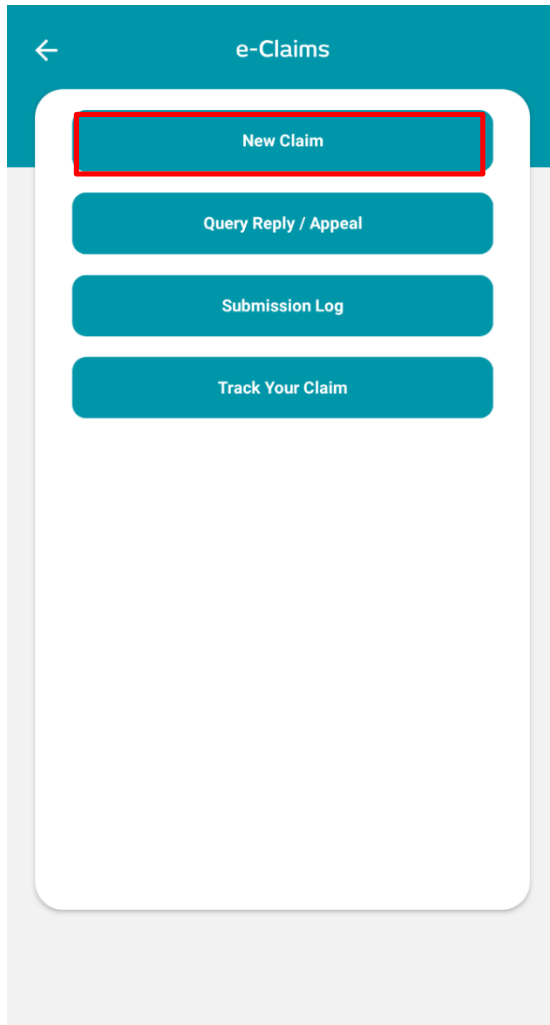 e-Claims
New Claim
Query Reply / Appeal
Submission Log
Track Your Claim